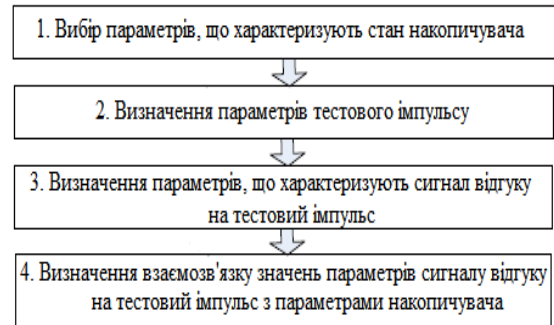 1. Вибір параметрів, що характеризують стан накопичувача
2. Визначення параметрів тестового імпульсу
3. Визначення параметрів, що характеризують сигнал відгуку
на тестовий імпульс
4. Визначення взаємозв'язку значень параметрів сигналу відгуку
на тестовий імпульс з параметрами накопичувача